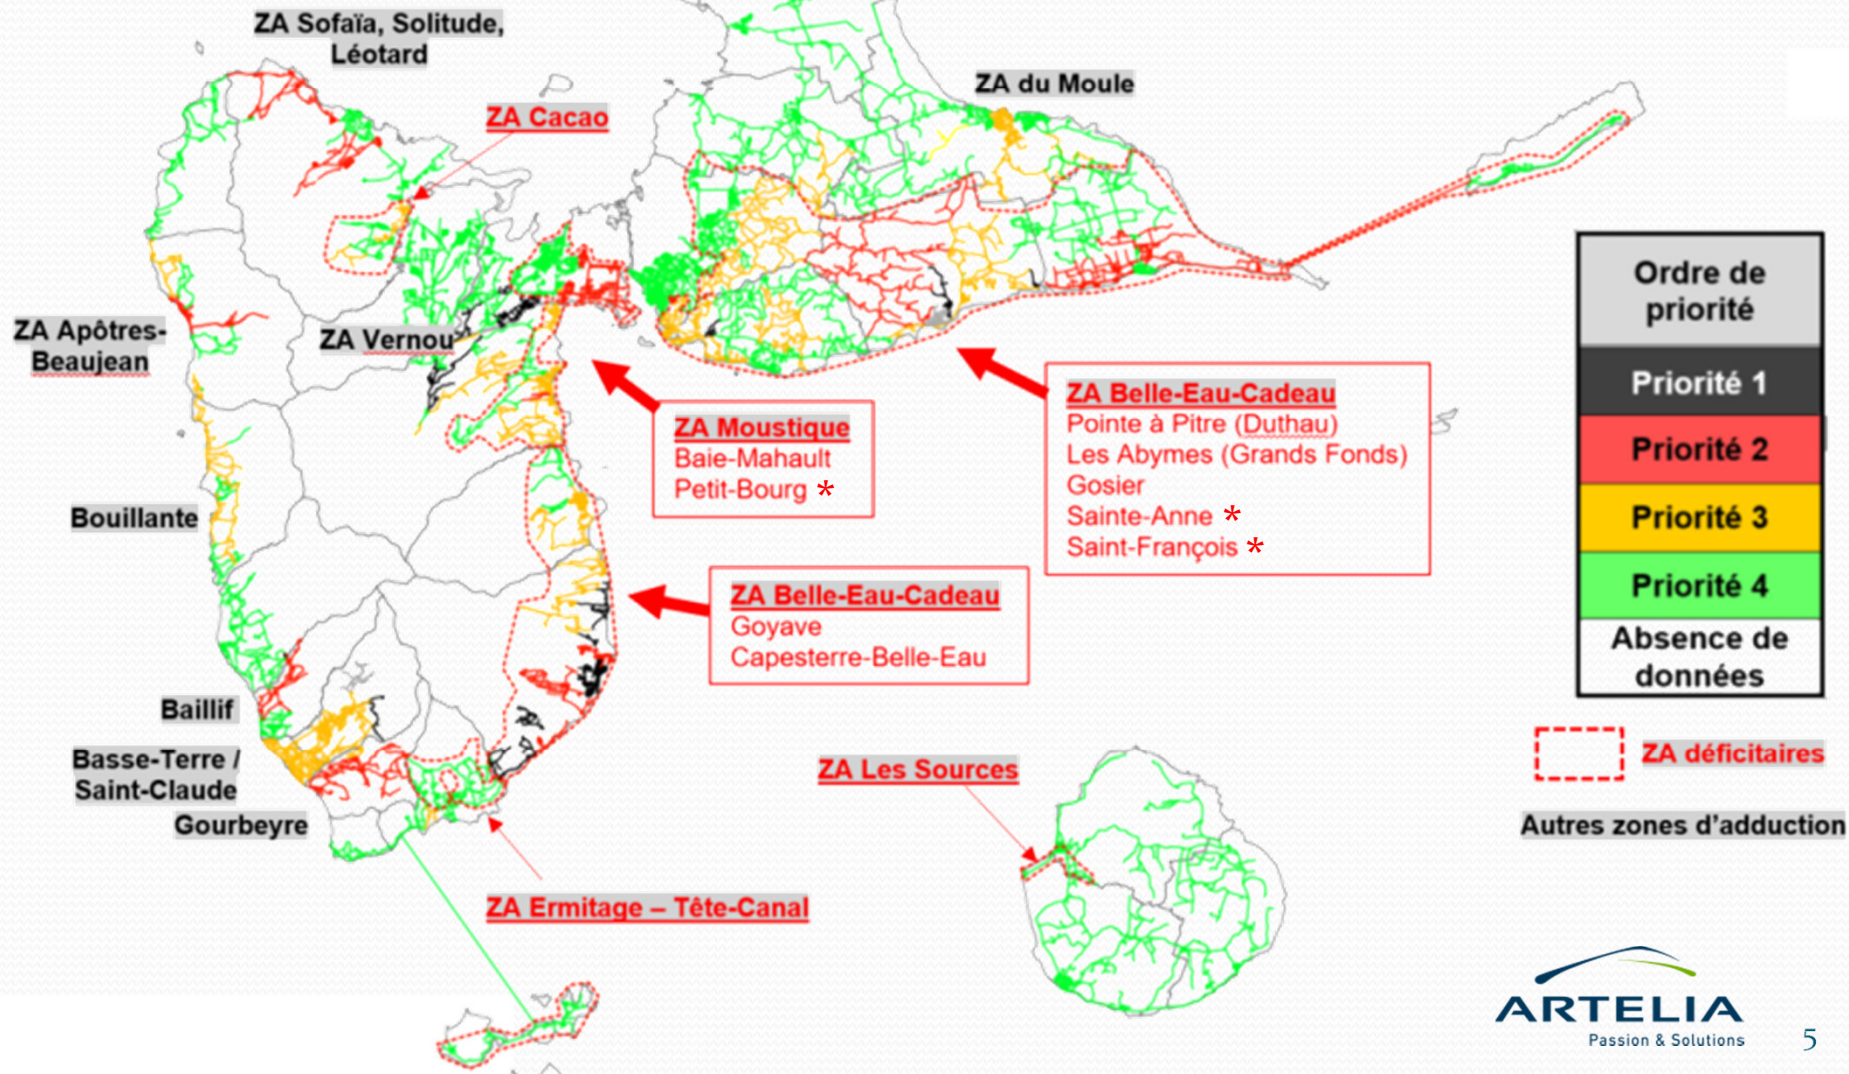 ZA Sofaïa, Solitude,
Léotard
ZA Cacao
ZA du Moule
ZA Apôtres-
Beaujean
ZA Vernou
ZA Moustique
Baie-Mahault
Petit-Bourg *
ZA Belle-Eau-Cadeau
Pointe à Pitre (Duthau)
Les Abymes (Grands Fonds)
Gosier
Sainte-Anne *
Saint-François *
Bouillante
ZA Belle-Eau-Cadeau
Goyave
Capesterre-Belle-Eau
Baillif
Basse-Terre /
Saint-Claude
Gourbeyre
ZA Ermitage – Tête-Canal
ZA Les Sources
Ordre de
priorité
Priorité 1
Priorité 2
Priorité 3
Priorité 4
Absence de
données
ZA déficitaires
Autres zones d'adduction
ARTELIA
Passion & Solutions
5